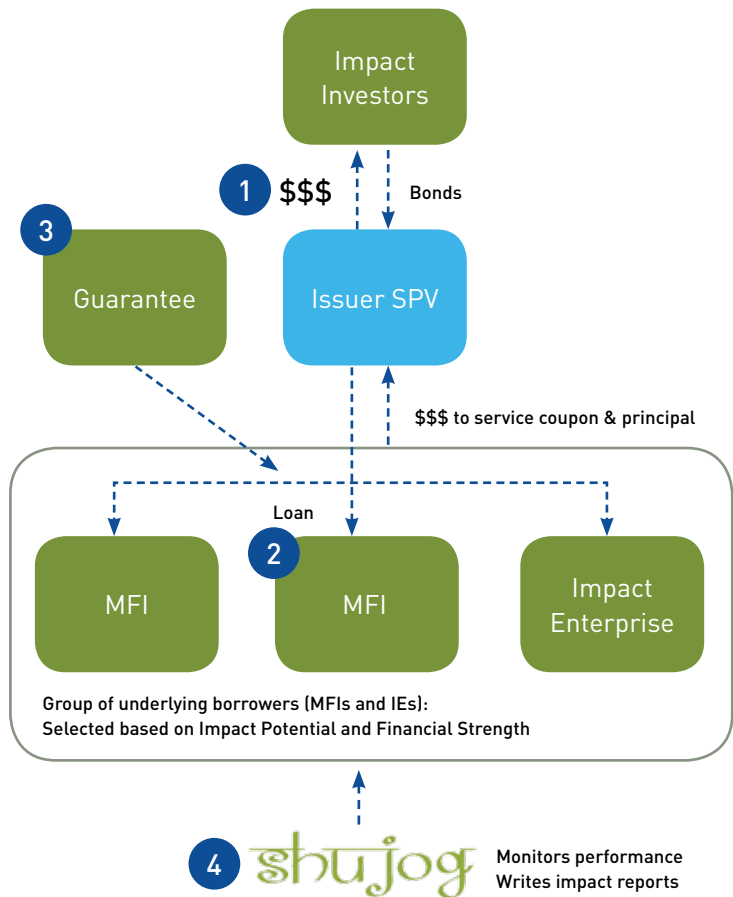 Impact
Investors
1 $$$
Bonds
3
Guarantee
Issuer SPV
$$$ to service coupon & principal
Loan
2
MFI
MFI
Impact
Enterprise
Group of underlying borrowers (MFIs and IEs):
Selected based on Impact Potential and Financial Strength
4
shujog
Monitors performance
Writes impact reports